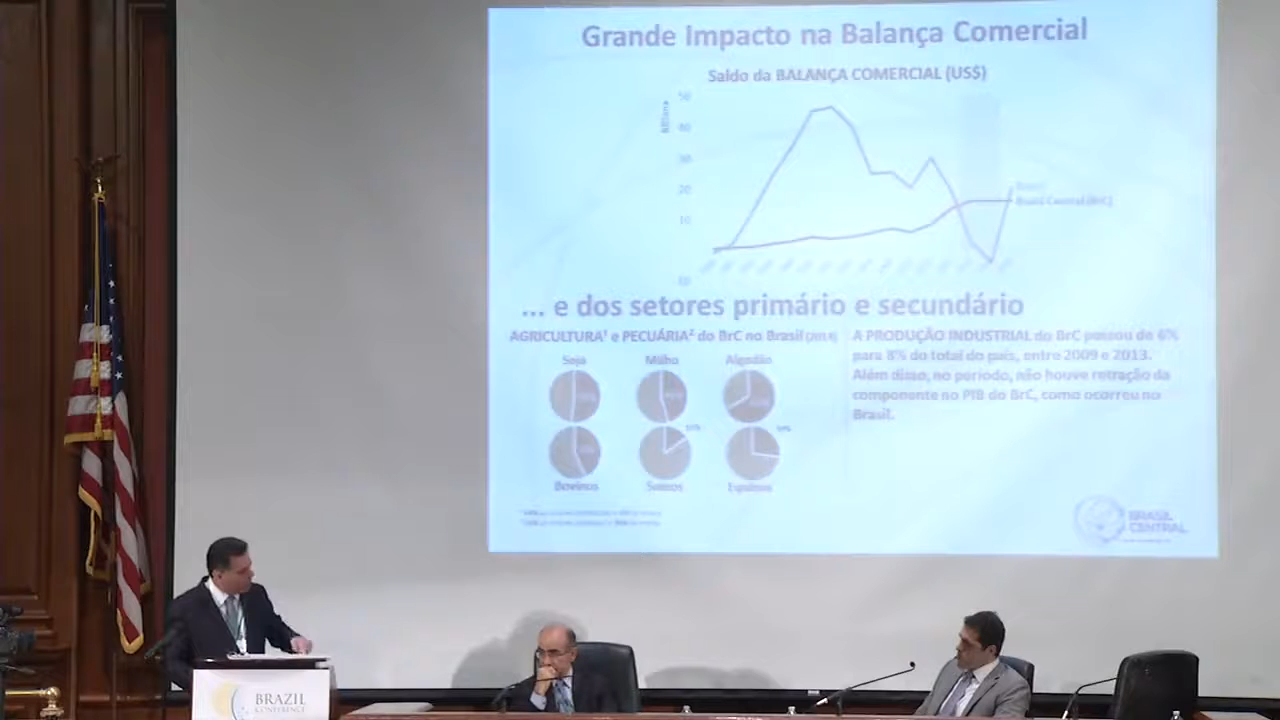 Grande Impacto na Balança Comercial
Saldo da BALANÇA COMERCIAL (US$)
50
40
30
20
10
Brasil Central (BrC)
... e dos setores primário e secundário
AGRICULTURA¹ e PECUÁRIA² do BrC no Brasil
A PRODUÇÃO INDUSTRIAL do BrC passou de 6%
para 8% do total do país, entre 2009 e 2013.
Além disso, no período, não houve retração da
componente no PIB do BrC, como ocorreu no
Brasil.
Soja
Milho
Algodão
Bovinos
Suínos
Equinos
BRASIL
CENTRAL
BRAZIL
CONFERENCE